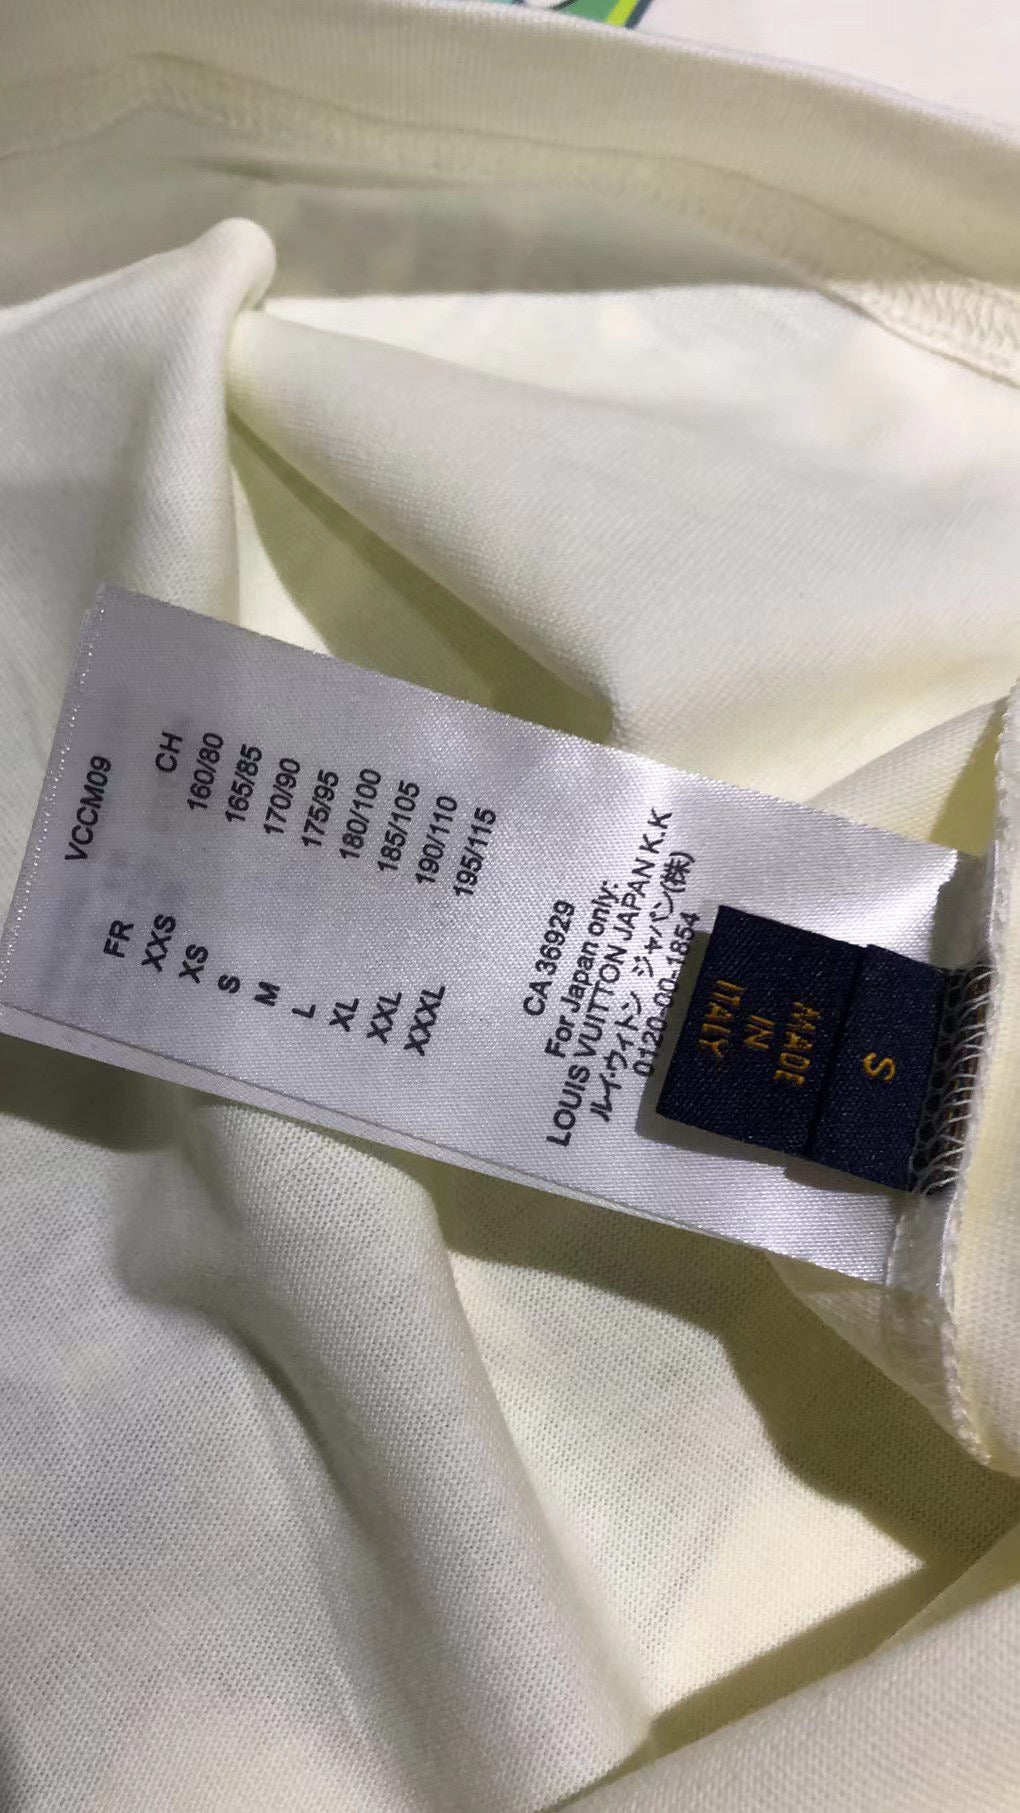 VCCM09
FR CH
XXS 160/80
XS 165/85
S 170/90
M 175/95
L 180/100
XL 185/105
XXL 190/110
XXXL 195/115
CA 36929
For Japan only:
LOUIS VUITTON JAPAN K.K
ルイ・ヴィトン ジャパン(株)
0120-00-1854
S
MADE
IN
ITALY